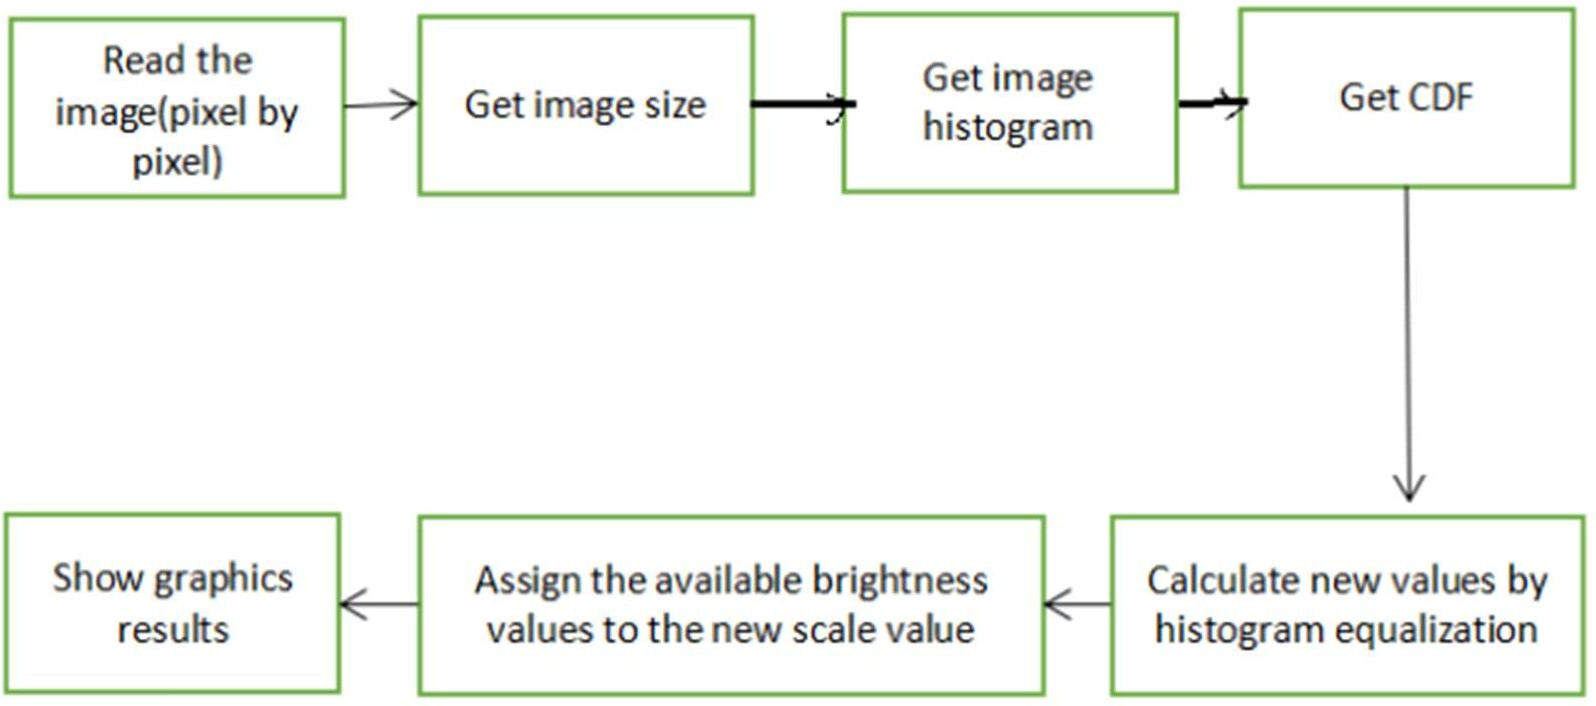 Read the
image(pixel by
pixel)
Get image size
Get image
histogram
Get CDF
Calculate new values by
histogram equalization
Assign the available brightness
values to the new scale value
Show graphics
results